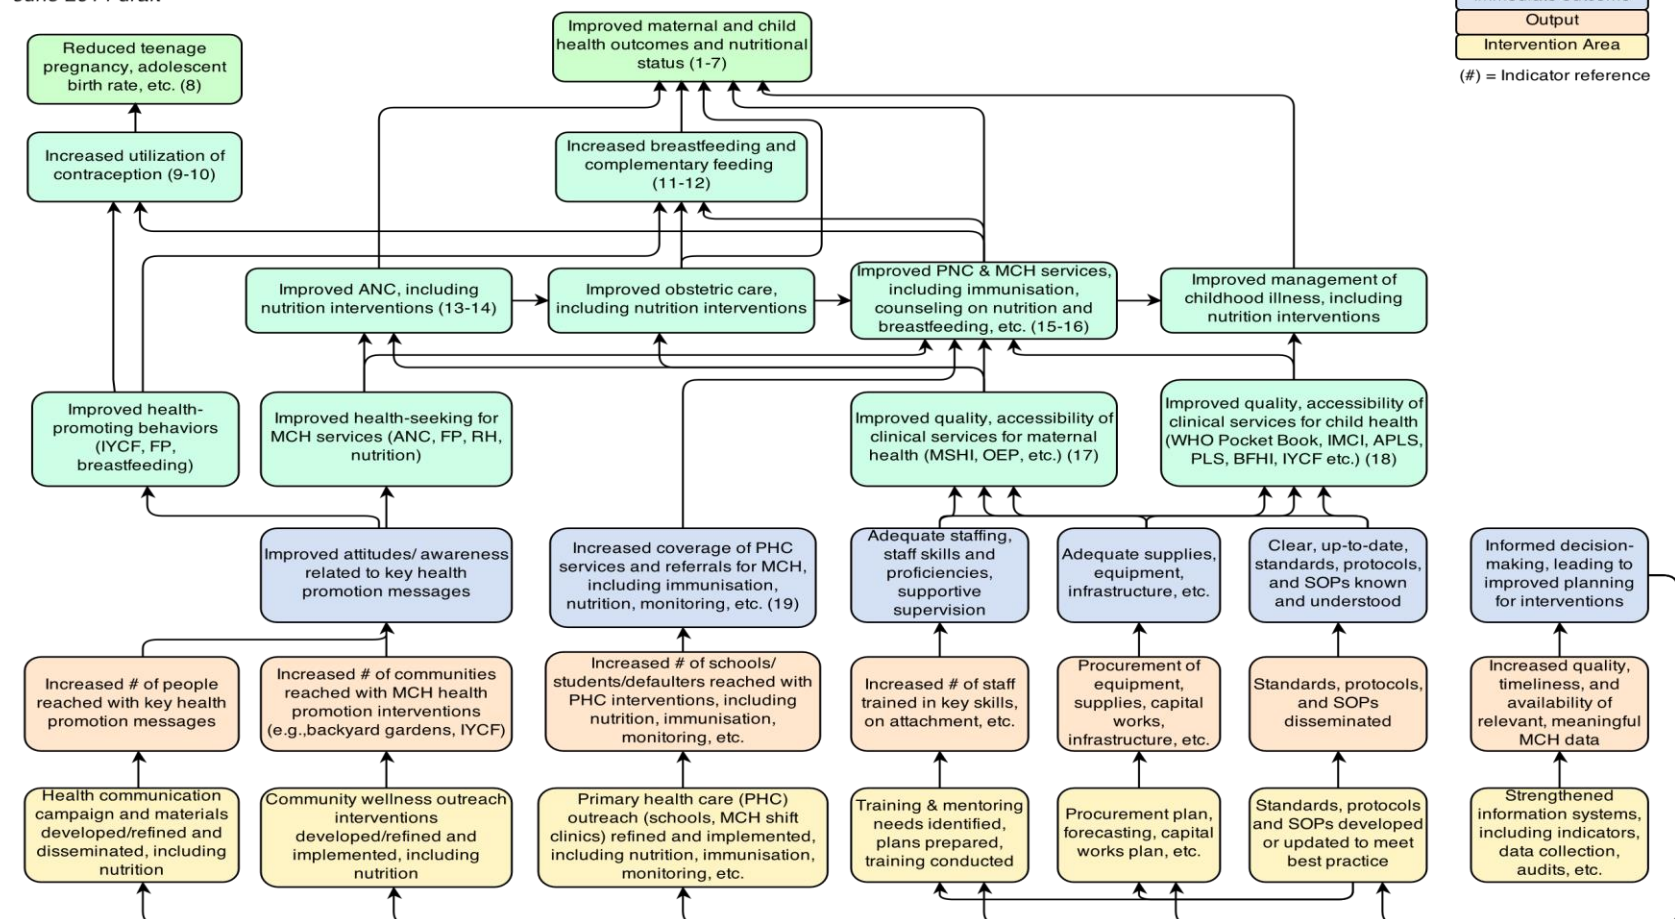 Output
Intervention Area
(#) = Indicator reference
Improved maternal and child
health outcomes and nutritional
status (1-7)
Reduced teenage
pregnancy, adolescent
birth rate, etc. (8)
Increased utilization of
contraception (9-10)
Increased breastfeeding and
complementary feeding
(11-12)
Improved ANC, including
nutrition interventions (13-14)
Improved obstetric care,
including nutrition interventions
Improved PNC & MCH services,
including immunisation,
counseling on nutrition and
breastfeeding, etc. (15-16)
Improved management of
childhood illness, including
nutrition interventions
Improved health-
promoting behaviors
(IYCF, FP,
breastfeeding)
Improved health-seeking for
MCH services (ANC, FP, RH,
nutrition)
Improved quality, accessibility of
clinical services for maternal
health (MSHI, OEP, etc.) (17)
Improved quality, accessibility of
clinical services for child health
(WHO Pocket Book, IMCI, APLS,
PLS, BFHI, IYCF etc.) (18)
Improved attitudes/ awareness
related to key health
promotion messages
Increased coverage of PHC
services and referrals for MCH,
including immunisation,
nutrition, monitoring, etc. (19)
Adequate staffing,
staff skills and
proficiencies,
supportive
supervision
Adequate supplies,
equipment,
infrastructure, etc.
Clear, up-to-date,
standards, protocols,
and SOPs known
and understood
Informed decision-
making, leading to
improved planning
for interventions
Increased # of people
reached with key health
promotion messages
Increased # of communities
reached with MCH health
promotion interventions
(e.g.,backyard gardens, IYCF)
Increased # of schools/
students/defaulters reached with
PHC interventions, including
nutrition, immunisation,
monitoring, etc.
Increased # of staff
trained in key skills,
on attachment, etc.
Procurement of
equipment,
supplies, capital
works,
infrastructure, etc.
Standards, protocols,
and SOPs
disseminated
Increased quality,
timeliness, and
availability of
relevant, meaningful
MCH data
Health communication
campaign and materials
developed/refined and
disseminated, including
nutrition
Community wellness outreach
interventions
developed/refined and
implemented, including
nutrition
Primary health care (PHC)
outreach (schools, MCH shift
clinics) refined and implemented,
including nutrition, immunisation,
monitoring, etc.
Training & mentoring
needs identified,
plans prepared,
training conducted
Procurement plan,
forecasting, capital
works plan, etc.
Standards, protocols
and SOPs developed
or updated to meet
best practice
Strengthened
information systems,
including indicators,
data collection,
audits, etc.